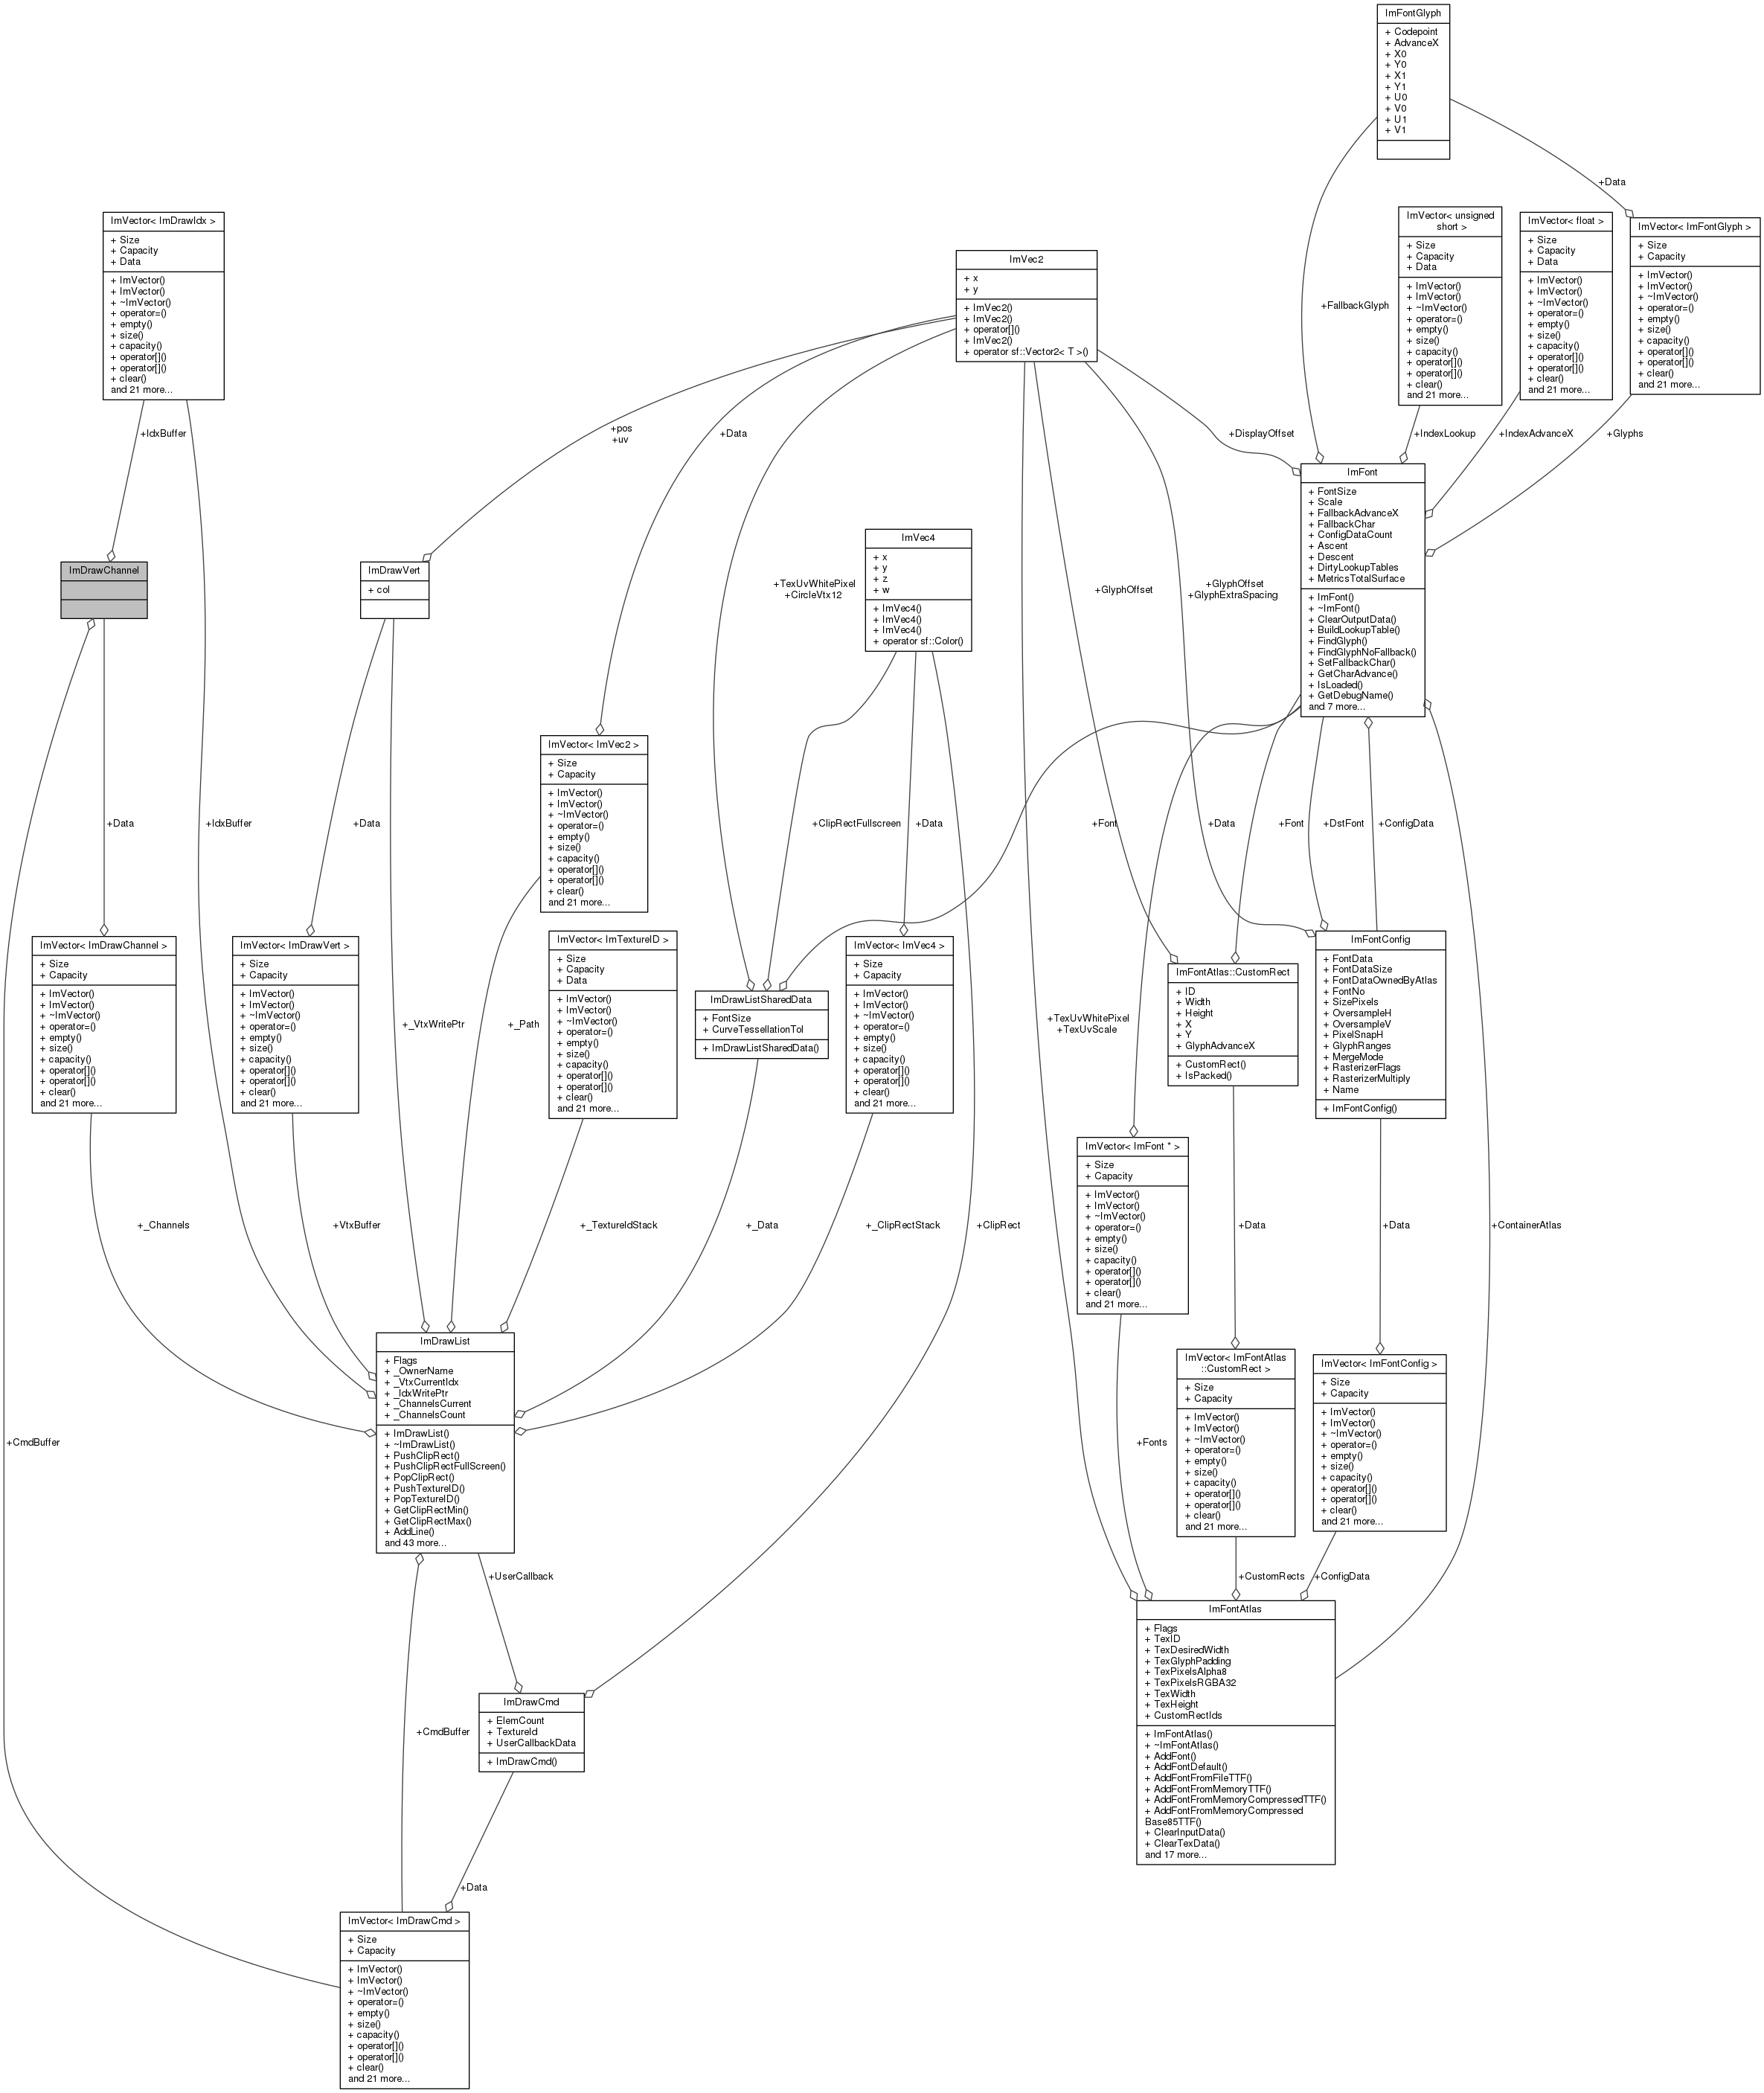 ImFontGlyph
+ Codepoint
+ AdvanceX
+ X0
+ Y0
+ X1
+ Y1
+ U0
+ V0
+ U1
+ V1
+Data
ImVector< unsigned
short >
+ Size
+ Capacity
+ Data
+ ImVector()
+ ImVector()
+ ~ImVector()
+ operator=()
+ empty()
+ size()
+ capacity()
+ operator[]()
+ operator[]()
+ clear()
and 21 more...
ImVector< float >
+ Size
+ Capacity
+ Data
+ ImVector()
+ ImVector()
+ ~ImVector()
+ operator=()
+ empty()
+ size()
+ capacity()
+ operator[]()
+ operator[]()
+ clear()
and 21 more...
ImVector< ImFontGlyph >
+ Size
+ Capacity
+ ImVector()
+ ImVector()
+ ~ImVector()
+ operator=()
+ empty()
+ size()
+ capacity()
+ operator[]()
+ operator[]()
+ clear()
and 21 more...
ImVector< ImDrawIdx >
+ Size
+ Capacity
+ Data
+ ImVector()
+ ImVector()
+ ~ImVector()
+ operator=()
+ empty()
+ size()
+ capacity()
+ operator[]()
+ operator[]()
+ clear()
and 21 more...
ImVec2
+ x
+ y
+ ImVec2()
+ ImVec2()
+ operator[]()
+ ImVec2()
+ operator sf::Vector2< T >()
+FallbackGlyph
+IdxBuffer
+pos
+uv
+Data
+DisplayOffset
+IndexLookup
+IndexAdvanceX
+Glyphs
ImFont
+ FontSize
+ Scale
+ FallbackAdvanceX
+ FallbackChar
+ ConfigDataCount
+ Ascent
+ Descent
+ DirtyLookupTables
+ MetricsTotalSurface
+ ImFont()
+ ~ImFont()
+ ClearOutputData()
+ BuildLookupTable()
+ FindGlyph()
+ FindGlyphNoFallback()
+ SetFallbackChar()
+ GetCharAdvance()
+ IsLoaded()
+ GetDebugName()
and 7 more...
ImDrawChannel
ImDrawVert
+ col
ImVec4
+ x
+ y
+ z
+ w
+ ImVec4()
+ ImVec4()
+ ImVec4()
+ operator sf::Color()
+TexUvWhitePixel
+CircleVtx12
+GlyphOffset
+GlyphOffset
+GlyphExtraSpacing
ImVector< ImVec2 >
+ Size
+ Capacity
+ ImVector()
+ ImVector()
+ ~ImVector()
+ operator=()
+ empty()
+ size()
+ capacity()
+ operator[]()
+ operator[]()
+ clear()
and 21 more...
+Data
+IdxBuffer
+Data
+ClipRectFullscreen
+Data
+Font
+Data
+Font
+DstFont
+ConfigData
ImVector< ImDrawChannel >
+ Size
+ Capacity
+ ImVector()
+ ImVector()
+ ~ImVector()
+ operator=()
+ empty()
+ size()
+ capacity()
+ operator[]()
+ operator[]()
+ clear()
and 21 more...
ImVector< ImDrawVert >
+ Size
+ Capacity
+ ImVector()
+ ImVector()
+ ~ImVector()
+ operator=()
+ empty()
+ size()
+ capacity()
+ operator[]()
+ operator[]()
+ clear()
and 21 more...
+_VtxWritePtr
+_Path
ImVector< ImTextureID >
+ Size
+ Capacity
+ Data
+ ImVector()
+ ImVector()
+ ~ImVector()
+ operator=()
+ empty()
+ size()
+ capacity()
+ operator[]()
+ operator[]()
+ clear()
and 21 more...
ImDrawListSharedData
+ FontSize
+ CurveTessellationTol
+ ImDrawListSharedData()
ImVector< ImVec4 >
+ Size
+ Capacity
+ ImVector()
+ ImVector()
+ ~ImVector()
+ operator=()
+ empty()
+ size()
+ capacity()
+ operator[]()
+ operator[]()
+ clear()
and 21 more...
+TexUvWhitePixel
+TexUvScale
ImFontAtlas::CustomRect
+ ID
+ Width
+ Height
+ X
+ Y
+ GlyphAdvanceX
+ CustomRect()
+ IsPacked()
ImFontConfig
+ FontData
+ FontDataSize
+ FontDataOwnedByAtlas
+ FontNo
+ SizePixels
+ OversampleH
+ OversampleV
+ PixelSnapH
+ GlyphRanges
+ MergeMode
+ RasterizerFlags
+ RasterizerMultiply
+ Name
+ ImFontConfig()
ImVector< ImFont * >
+ Size
+ Capacity
+ ImVector()
+ ImVector()
+ ~ImVector()
+ operator=()
+ empty()
+ size()
+ capacity()
+ operator[]()
+ operator[]()
+ clear()
and 21 more...
+_Channels
+VtxBuffer
+_TextureIdStack
+_Data
+_ClipRectStack
+ClipRect
+Data
+Data
+ContainerAtlas
ImDrawList
+ Flags
+ _OwnerName
+ _VtxCurrentIdx
+ _IdxWritePtr
+ _ChannelsCurrent
+ _ChannelsCount
+ ImDrawList()
+ ~ImDrawList()
+ PushClipRect()
+ PushClipRectFullScreen()
+ PopClipRect()
+ PushTextureID()
+ PopTextureID()
+ GetClipRectMin()
+ GetClipRectMax()
+ AddLine()
and 43 more...
ImVector< ImFontAtlas
::CustomRect >
+ Size
+ Capacity
+ ImVector()
+ ImVector()
+ ~ImVector()
+ operator=()
+ empty()
+ size()
+ capacity()
+ operator[]()
+ operator[]()
+ clear()
and 21 more...
ImVector< ImFontConfig >
+ Size
+ Capacity
+ ImVector()
+ ImVector()
+ ~ImVector()
+ operator=()
+ empty()
+ size()
+ capacity()
+ operator[]()
+ operator[]()
+ clear()
and 21 more...
+CmdBuffer
+Fonts
+UserCallback
+CustomRects
+ConfigData
ImFontAtlas
+ Flags
+ TexID
+ TexDesiredWidth
+ TexGlyphPadding
+ TexPixelsAlpha8
+ TexPixelsRGBA32
+ TexWidth
+ TexHeight
+ CustomRectIds
+ ImFontAtlas()
+ ~ImFontAtlas()
+ AddFont()
+ AddFontDefault()
+ AddFontFromFileTTF()
+ AddFontFromMemoryTTF()
+ AddFontFromMemoryCompressedTTF()
+ AddFontFromMemoryCompressed
Base85TTF()
+ ClearInputData()
+ ClearTexData()
and 17 more...
ImDrawCmd
+ ElemCount
+ TextureId
+ UserCallbackData
+ ImDrawCmd()
+CmdBuffer
+Data
ImVector< ImDrawCmd >
+ Size
+ Capacity
+ ImVector()
+ ImVector()
+ ~ImVector()
+ operator=()
+ empty()
+ size()
+ capacity()
+ operator[]()
+ operator[]()
+ clear()
and 21 more...